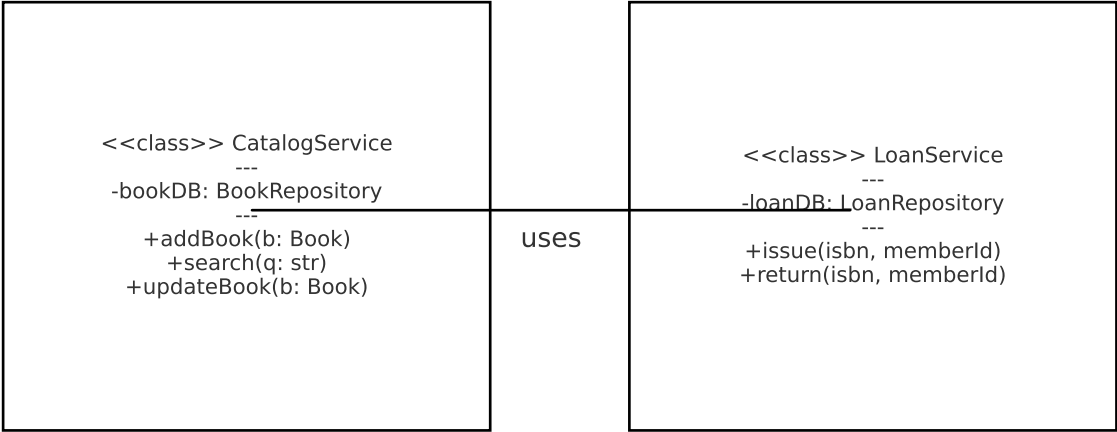 <<class>> CatalogService
---
-bookDB: BookRepository
---
+addBook(b: Book)
+search(q: str)
+updateBook(b: Book)
uses
<<class>> LoanService
---
-loanDB: LoanRepository
---
+issue(isbn, memberId)
+return(isbn, memberId)